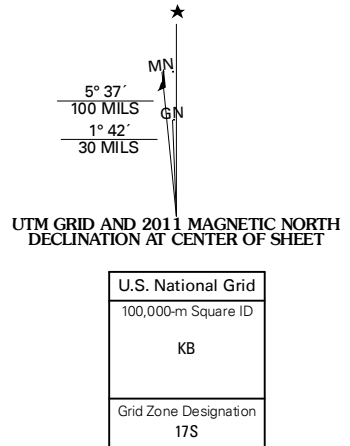 MN
5° 37´
100 MILS
GN
1° 42´
30 MILS
UTM GRID AND 2011 MAGNETIC NORTH
DECLINATION AT CENTER OF SHEET
U.S. National Grid
100,000-m Square ID
KB
Grid Zone Designation
17S